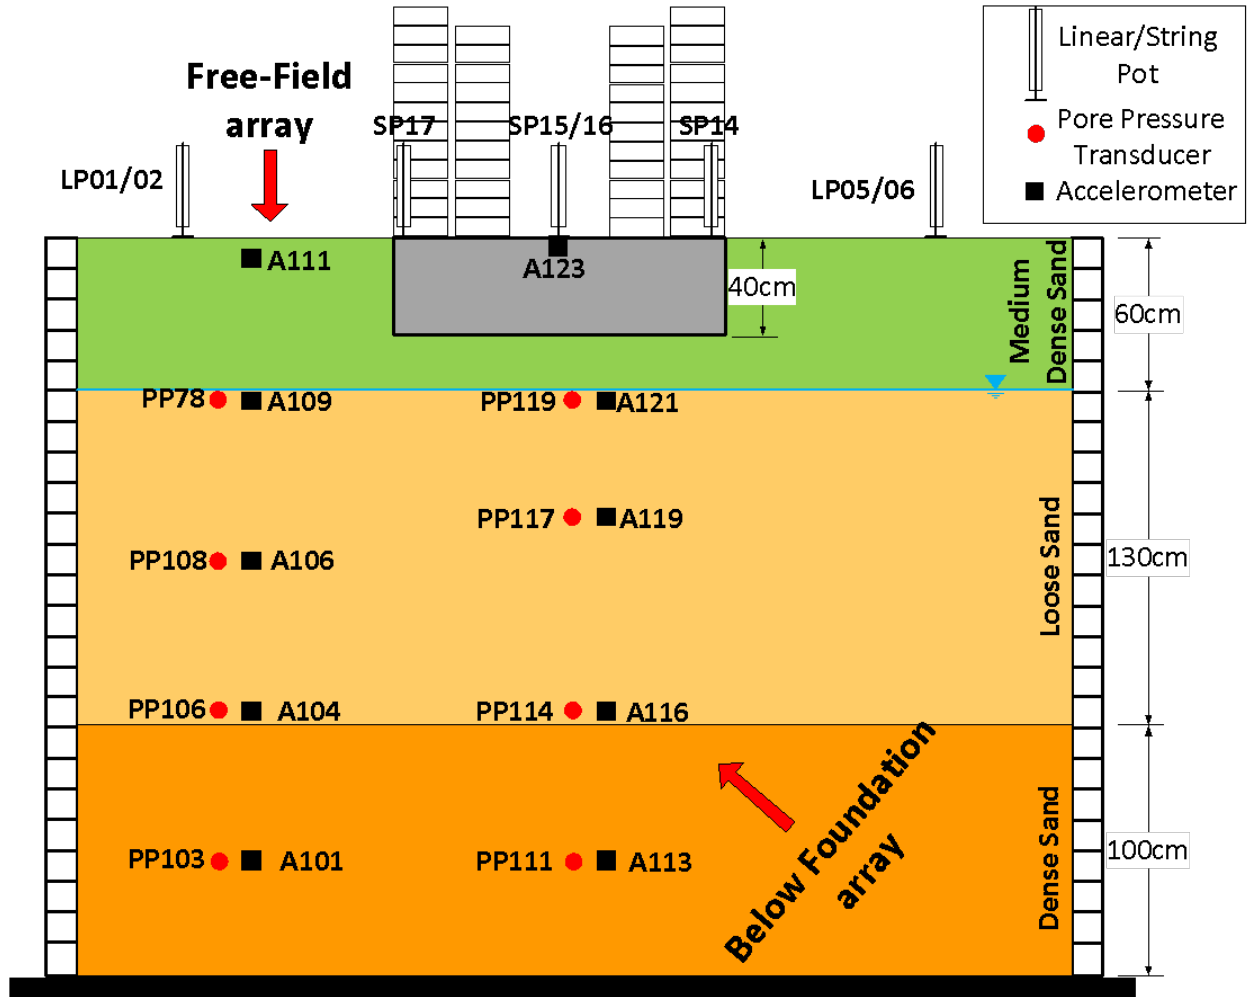 Linear/String
Pot
Pore Pressure
Transducer
Accelerometer
Free-Field
array
SP17
SP15/16
SP14
LP01/02
LP05/06
A111
A123
40cm
Medium
Dense Sand
60cm
PP78
A109
PP119
A121
PP117
A119
PP108
A106
Loose Sand
130cm
PP106
A104
PP114
A116
Below Foundation
array
PP103
A101
PP111
A113
Dense Sand
100cm